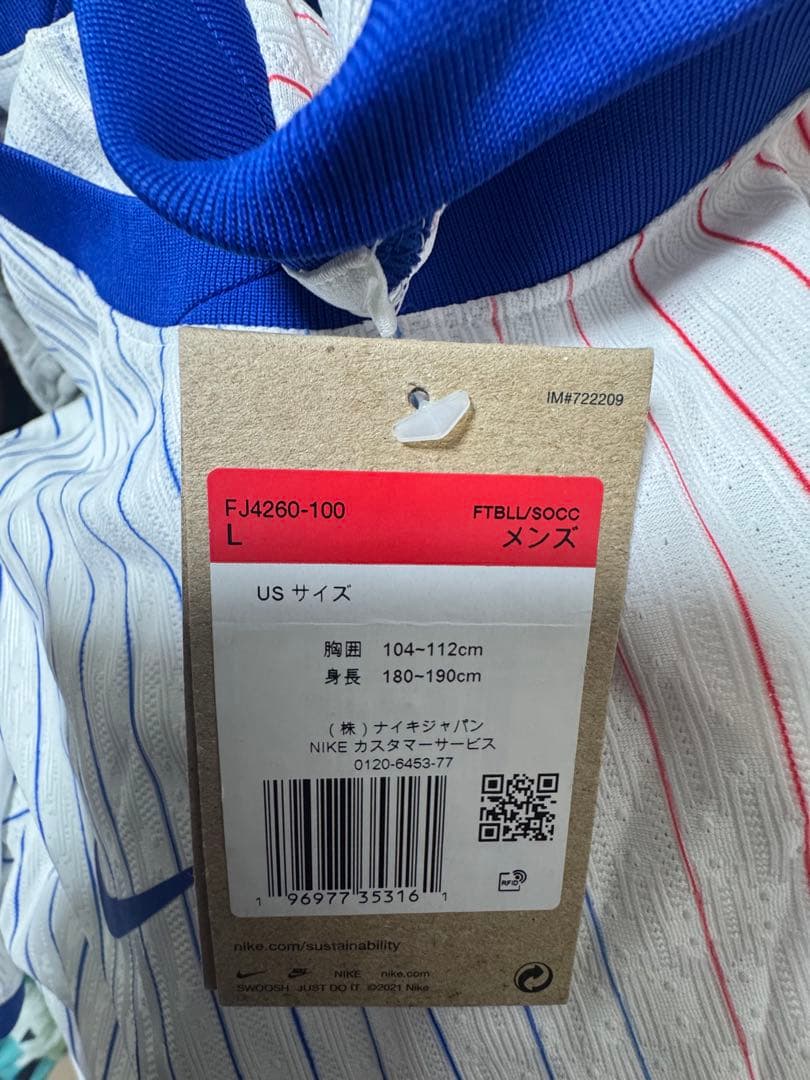 IM#722209
FJ4260-100
FTBLL/SOCC
L
メンズ
US サイズ
胸囲 104~112cm
身長 180~190cm
(株)ナイキジャパン
NIKE カスタマーサービス
0120-6453-77
RFID
1 96977 35316 1
nike.com/sustainability
NIKE nike.com
SWOOSH JUST DO IT ©2021 Nike